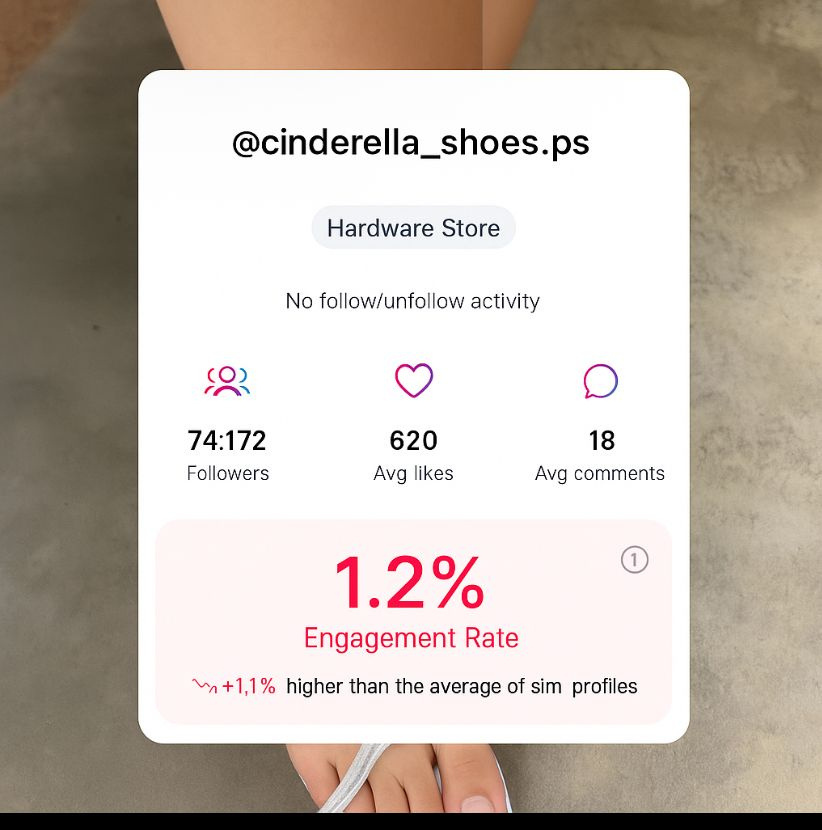 @cinderella_shoes.ps
Hardware Store
No follow/unfollow activity
74:172 620 18
Followers Avg likes Avg comments
1
1.2%
Engagement Rate
+1,1% higher than the average of sim profiles